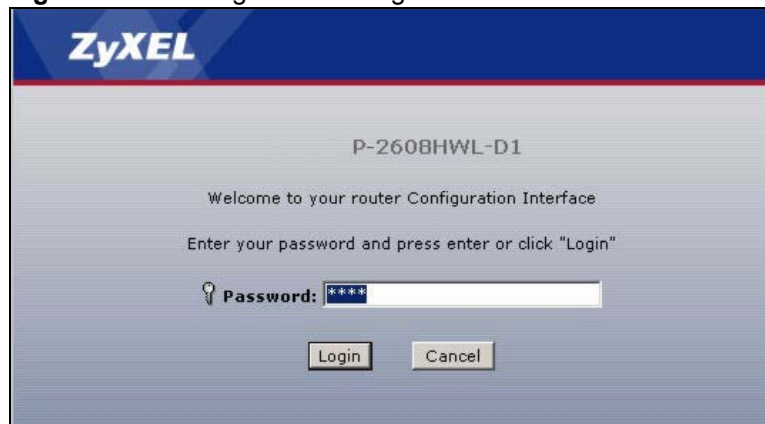 ZyXEL
P-2608HWL-D1
Welcome to your router Configuration Interface
Enter your password and press enter or click "Login"
Password: ****
Login Cancel